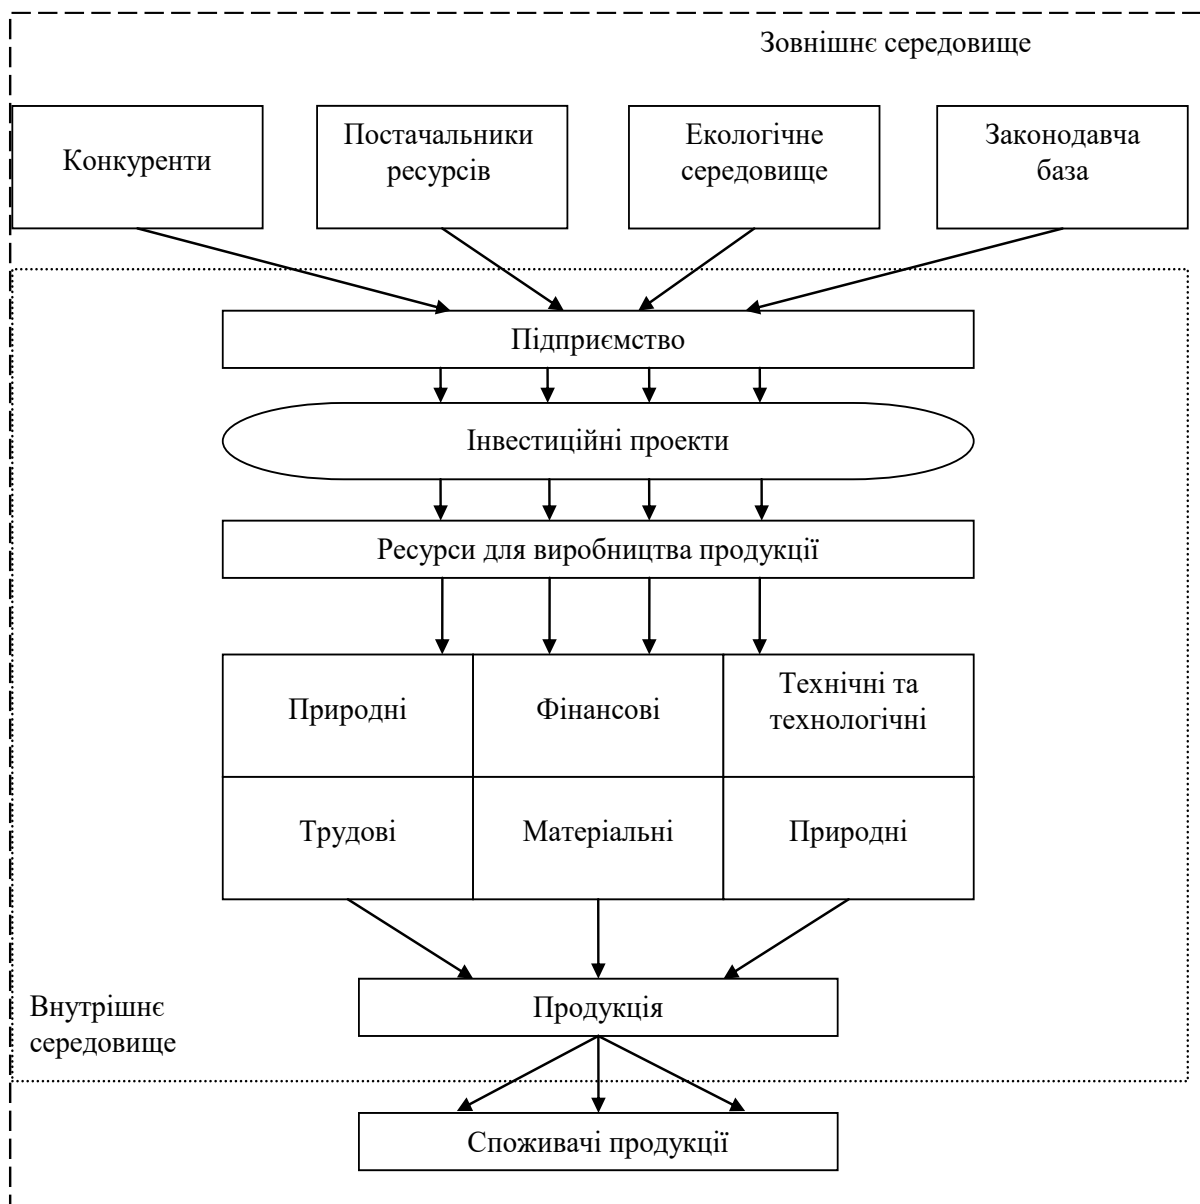 Зовнішнє середовище
Конкуренти
Постачальники
ресурсів
Екологічне
середовище
Законодавча
база
Підприємство
Інвестиційні проекти
Ресурси для виробництва продукції
Природні
Фінансові
Технічні та
технологічні
Трудові
Матеріальні
Природні
Продукція
Внутрішнє
середовище
Споживачі продукції